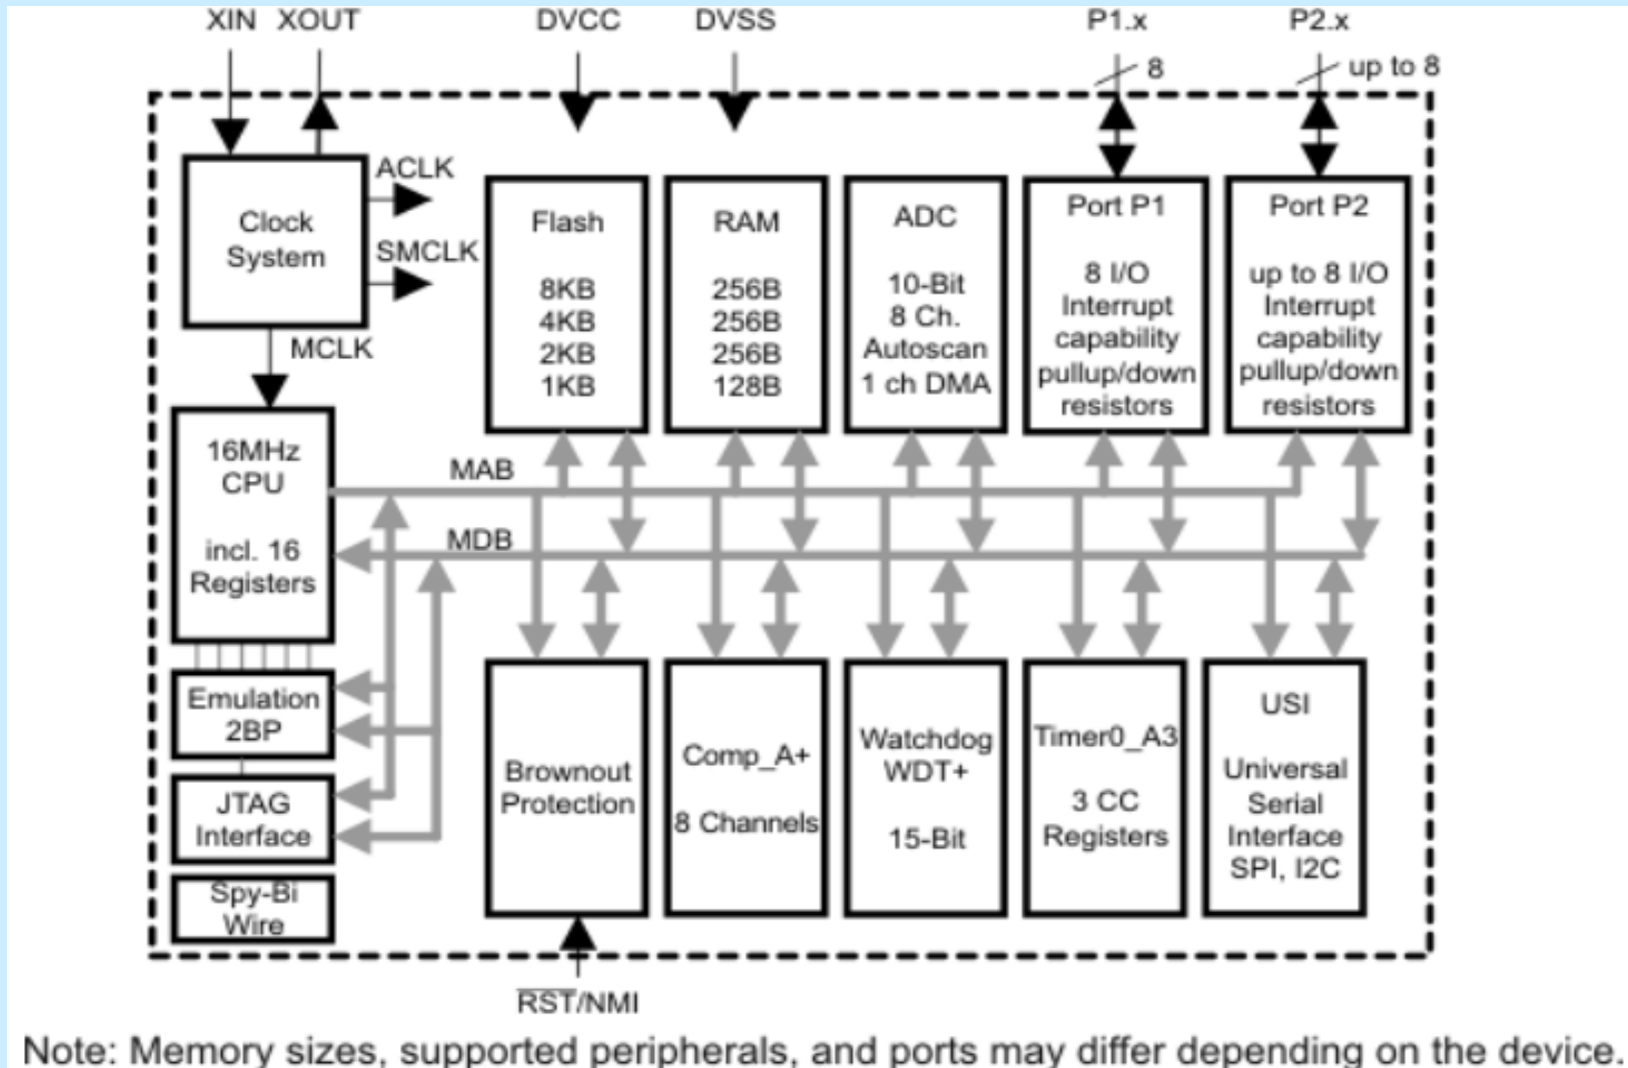 XIN XOUT DVCC DVSS P1.x P2.x
8 up to 8
ACLK
SMCLK
MCLK
Clock
System
Flash
8KB
4KB
2KB
1KB
RAM
256B
256B
256B
128B
ADC
10-Bit
8 Ch.
Autoscan
1 ch DMA
Port P1
8 I/O
Interrupt
capability
pullup/down
resistors
Port P2
up to 8 I/O
Interrupt
capability
pullup/down
resistors
16MHz
CPU
incl. 16
Registers
MAB
MDB
Emulation
2BP
JTAG
Interface
Spy-Bi
Wire
Brownout
Protection
Comp_A+
8 Channels
Watchdog
WDT+
15-Bit
Timer0_A3
3 CC
Registers
USI
Universal
Serial
Interface
SPI, I2C
RST/NMI
Note: Memory sizes, supported peripherals, and ports may differ depending on the device.